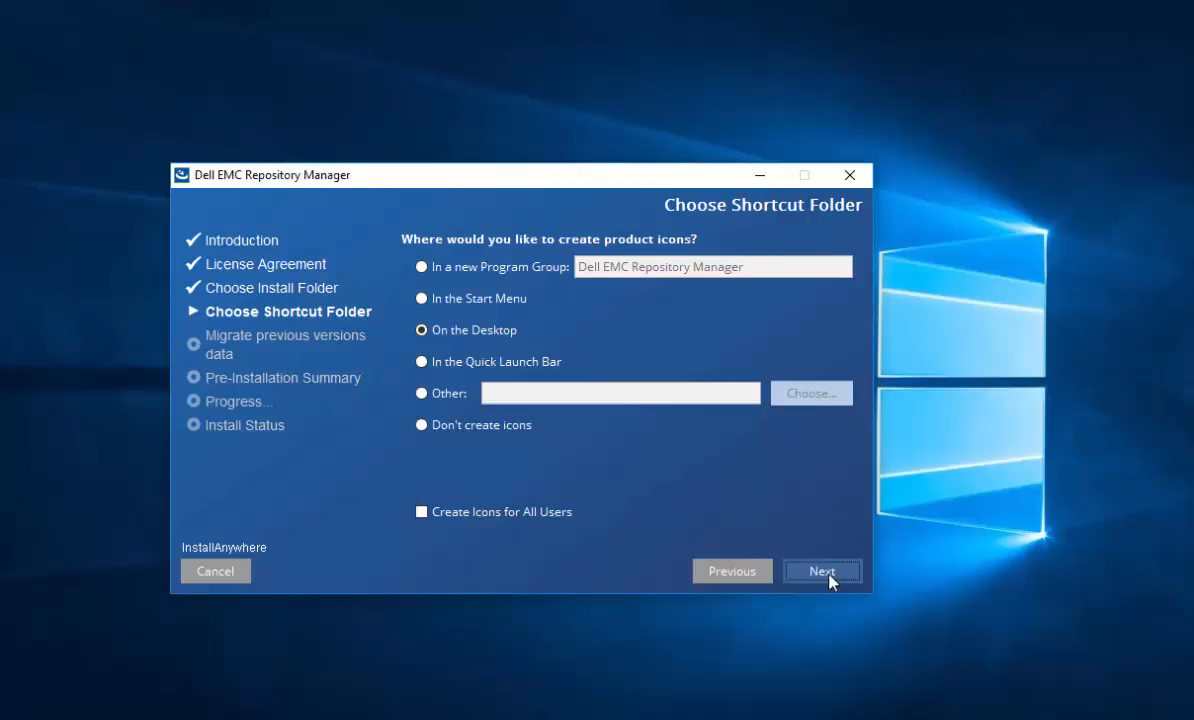 Dell EMC Repository Manager
Choose Shortcut Folder
Introduction
License Agreement
Choose Install Folder
Choose Shortcut Folder
Migrate previous versions
data
Pre-Installation Summary
Progress...
Install Status
Where would you like to create product icons?
In a new Program Group: Dell EMC Repository Manager
In the Start Menu
On the Desktop
In the Quick Launch Bar
Other: Choose...
Don't create icons
Create Icons for All Users
InstallAnywhere
Cancel Previous Next